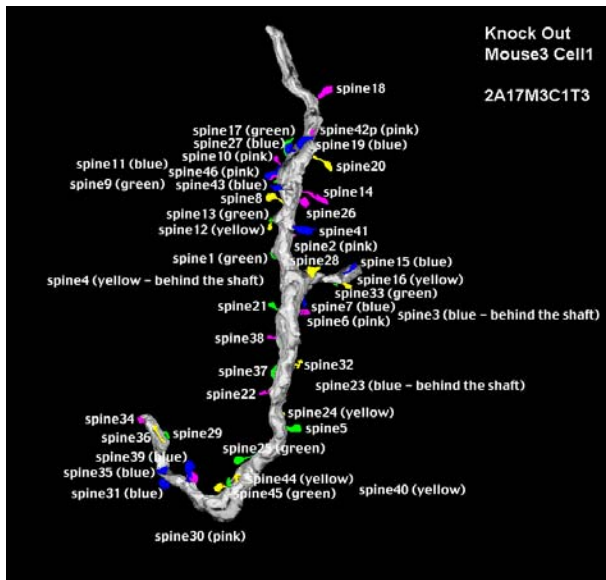 Knock Out
Mouse3 Cell1
2A17M3C1T3
spine18
spine17 (green)
spine42p (pink)
spine27 (blue)
spine19 (blue)
spine10 (pink)
spine11 (blue)
spine20
spine46 (pink)
spine9 (green)
spine43 (blue)
spine14
spine8
spine13 (green)
spine26
spine12 (yellow)
spine41
spine2 (pink)
spine1 (green)
spine28
spine15 (blue)
spine4 (yellow – behind the shaft)
spine16 (yellow)
spine33 (green)
spine21
spine7 (blue)
spine3 (blue – behind the shaft)
spine6 (pink)
spine38
spine32
spine37
spine23 (blue – behind the shaft)
spine22
spine24 (yellow)
spine34
spine5
spine36
spine29
spine25 (green)
spine39 (blue)
spine35 (blue)
spine44 (yellow)
spine31 (blue)
spine45 (green)
spine40 (yellow)
spine30 (pink)